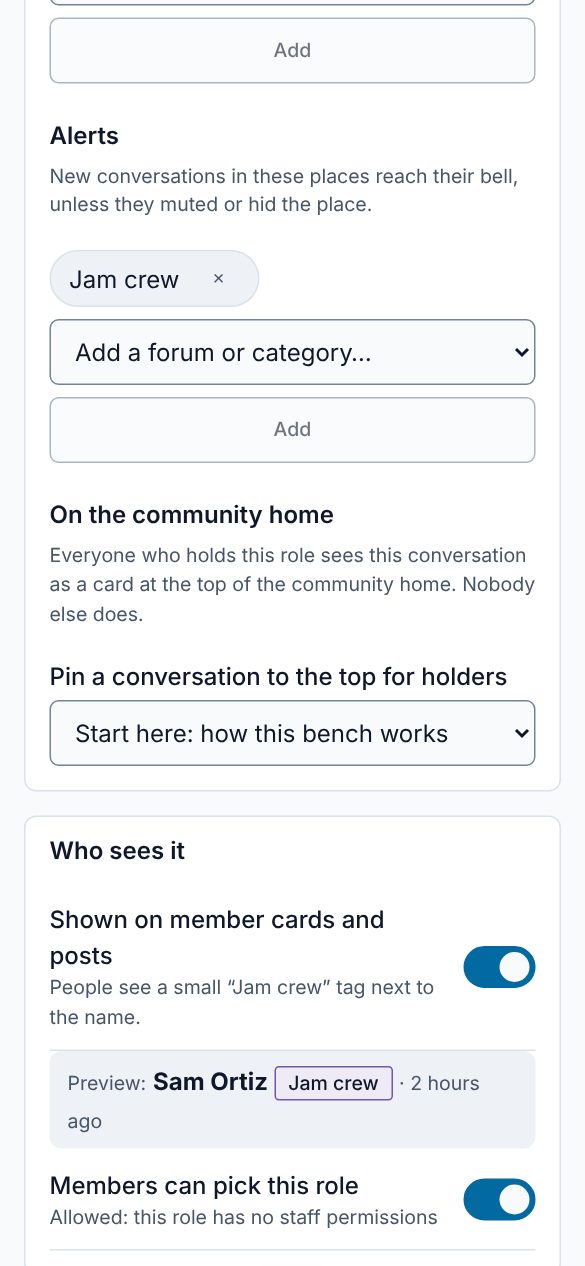 Add
Alerts
New conversations in these places reach their bell,
unless they muted or hid the place.
Jam crew ×
Add a forum or category...
Add
On the community home
Everyone who holds this role sees this conversation
as a card at the top of the community home. Nobody
else does.
Pin a conversation to the top for holders
Start here: how this bench works
Who sees it
Shown on member cards and
posts
People see a small “Jam crew” tag next to
the name.
Preview: Sam Ortiz Jam crew · 2 hours
ago
Members can pick this role
Allowed: this role has no staff permissions